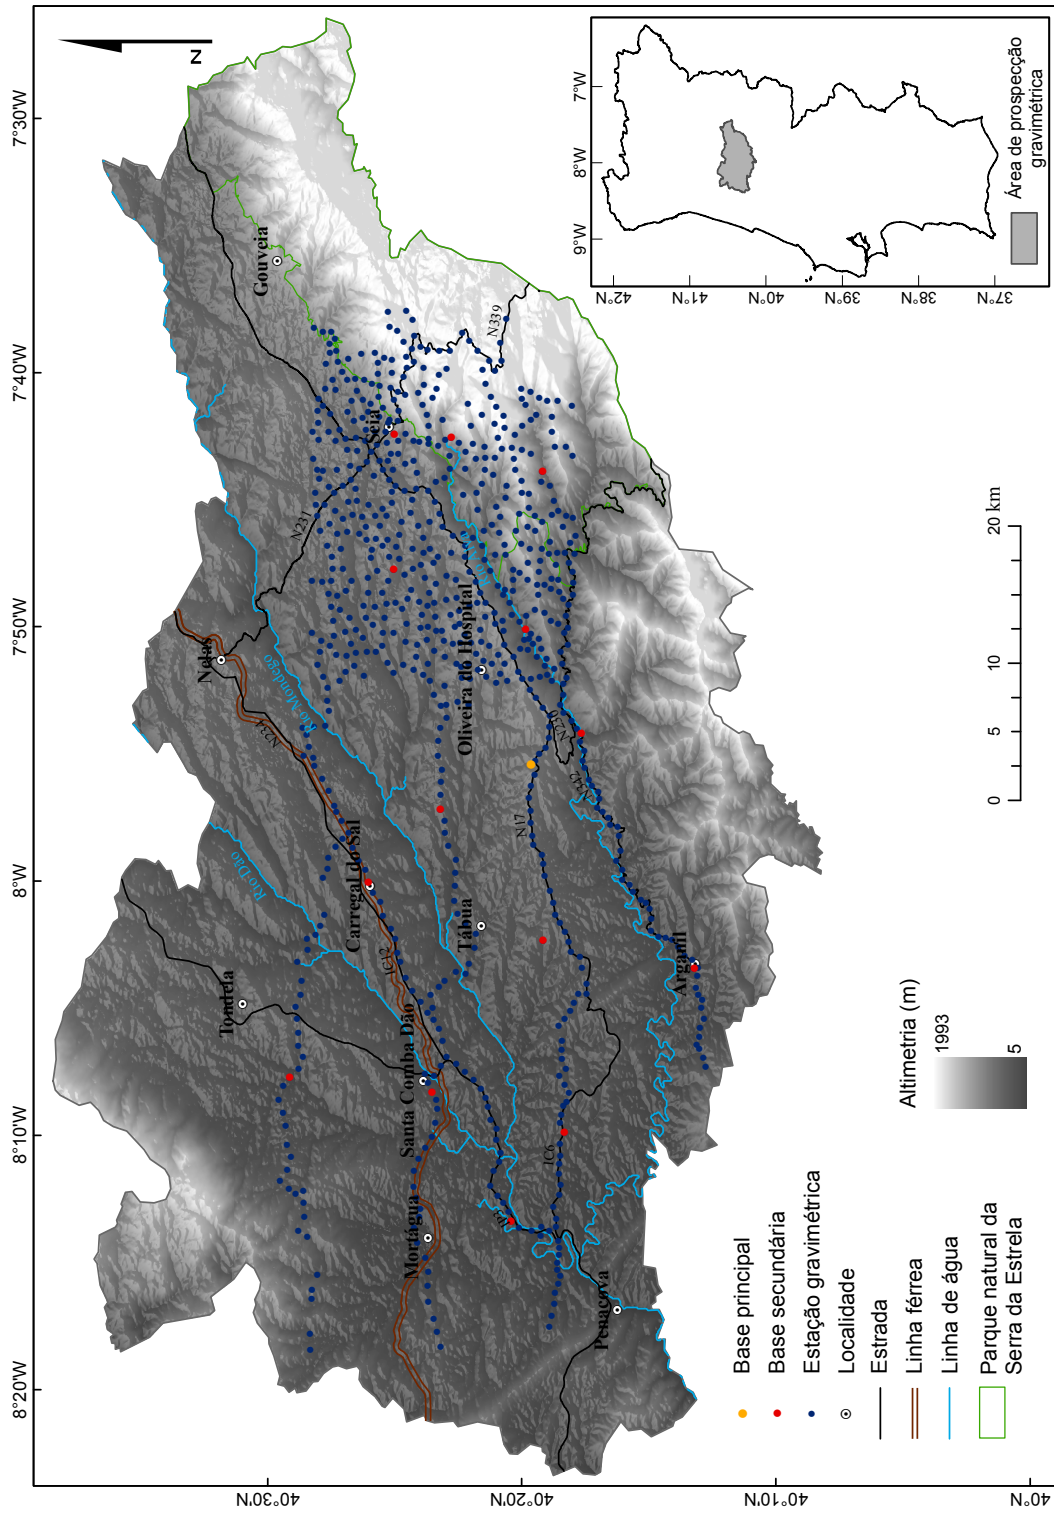 8°20'W
8°10'W
8°W
7°50'W
7°40'W
7°30'W
40°30'N
40°20'N
40°10'N
40°N
N
Gouveia
Seia
Nelas
Oliveira do Hospital
Carregal do Sal
Tábua
Tondela
Santa Comba Dão
Mortágua
Penacova
Arganil
Rio Mondego
Rio Dão
Rio Alva
N231
N234
N339
N230
N342
N17
IC12
IC6
IP3
Base principal
Base secundária
Estação gravimétrica
Localidade
Estrada
Linha férrea
Linha de água
Parque natural da
Serra da Estrela
Altimetria (m)
1993
5
0 5 10 20 km
9°W
8°W
7°W
42°N
41°N
40°N
39°N
38°N
37°N
Área de prospecção
gravimétrica